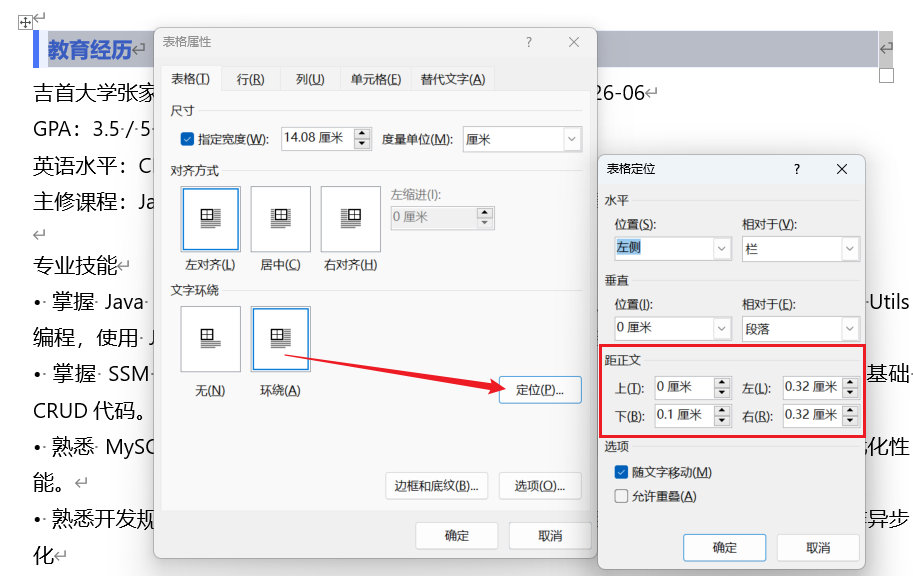 教育经历
吉首大学张家
26-06
GPA：3.5 / 5
英语水平：C
主修课程：Ja
专业技能
• 掌握 Java
Utils
编程，使用 J
• 掌握 SSM
基础
CRUD 代码。
• 熟悉 MySC
化性
能。
• 熟悉开发规
异步
化
表格属性
?
表格(T)
行(R)
列(U)
单元格(E)
替代文字(A)
尺寸
指定宽度(W):
14.08 厘米
度量单位(M):
厘米
对齐方式
左缩进(I):
0 厘米
左对齐(L)
居中(C)
右对齐(H)
文字环绕
无(N)
环绕(A)
定位(P)...
边框和底纹(B)...
选项(O)...
确定
取消
表格定位
?
水平
位置(S):
相对于(V):
左侧
栏
垂直
位置(I):
相对于(E):
0 厘米
段落
距正文
上(T):
0 厘米
左(L):
0.32 厘米
下(B):
0.1 厘米
右(R):
0.32 厘米
选项
随文字移动(M)
允许重叠(A)
确定
取消